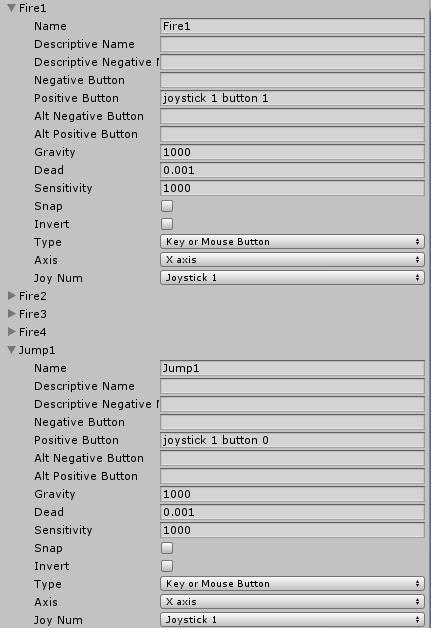 Fire1
Name Fire1
Descriptive Name
Descriptive Negative
Negative Button
Positive Button joystick 1 button 1
Alt Negative Button
Alt Positive Button
Gravity 1000
Dead 0.001
Sensitivity 1000
Snap
Invert
Type Key or Mouse Button
Axis X axis
Joy Num Joystick 1
Fire2
Fire3
Fire4
Jump1
Name Jump1
Descriptive Name
Descriptive Negative
Negative Button
Positive Button joystick 1 button 0
Alt Negative Button
Alt Positive Button
Gravity 1000
Dead 0.001
Sensitivity 1000
Snap
Invert
Type Key or Mouse Button
Axis X axis
Joy Num Joystick 1